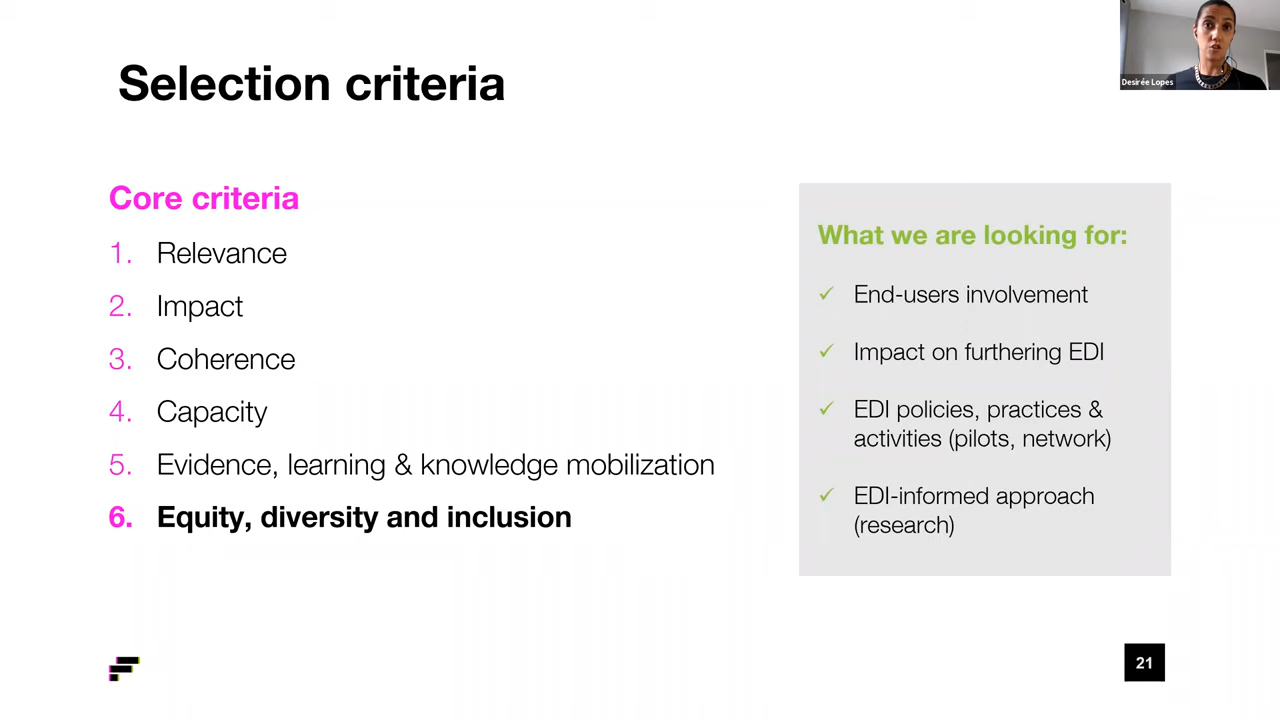 Selection criteria
Desirée Lopes
Core criteria
1. Relevance
2. Impact
3. Coherence
4. Capacity
5. Evidence, learning & knowledge mobilization
6. Equity, diversity and inclusion
What we are looking for:
✓ End-users involvement
✓ Impact on furthering EDI
✓ EDI policies, practices &
activities (pilots, network)
✓ EDI-informed approach
(research)
21